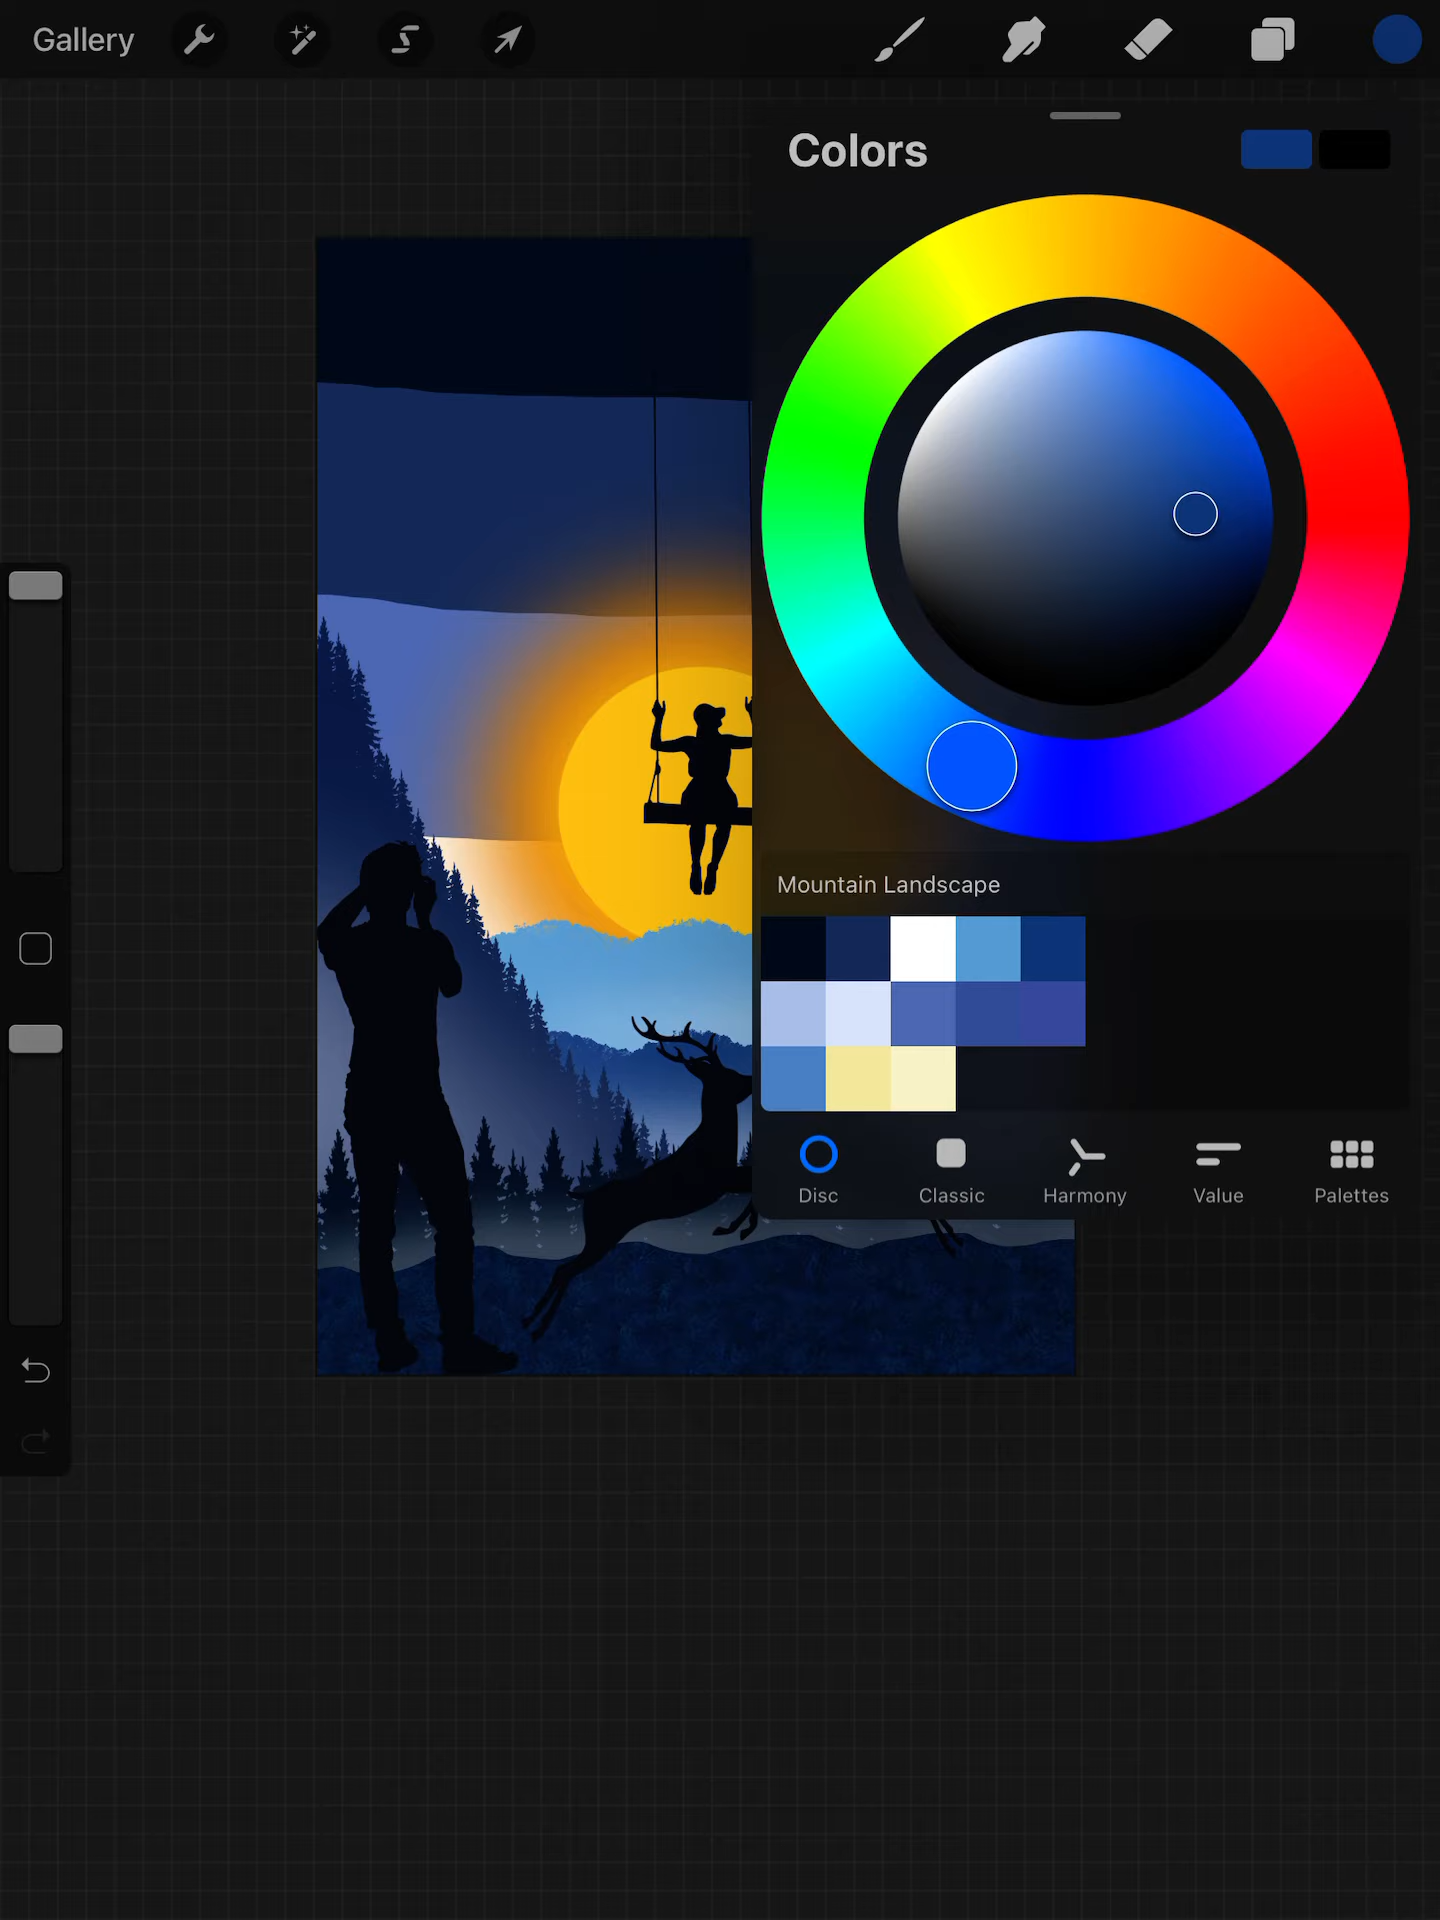 Gallery
Colors
Mountain Landscape
Disc
Classic
Harmony
Value
Palettes